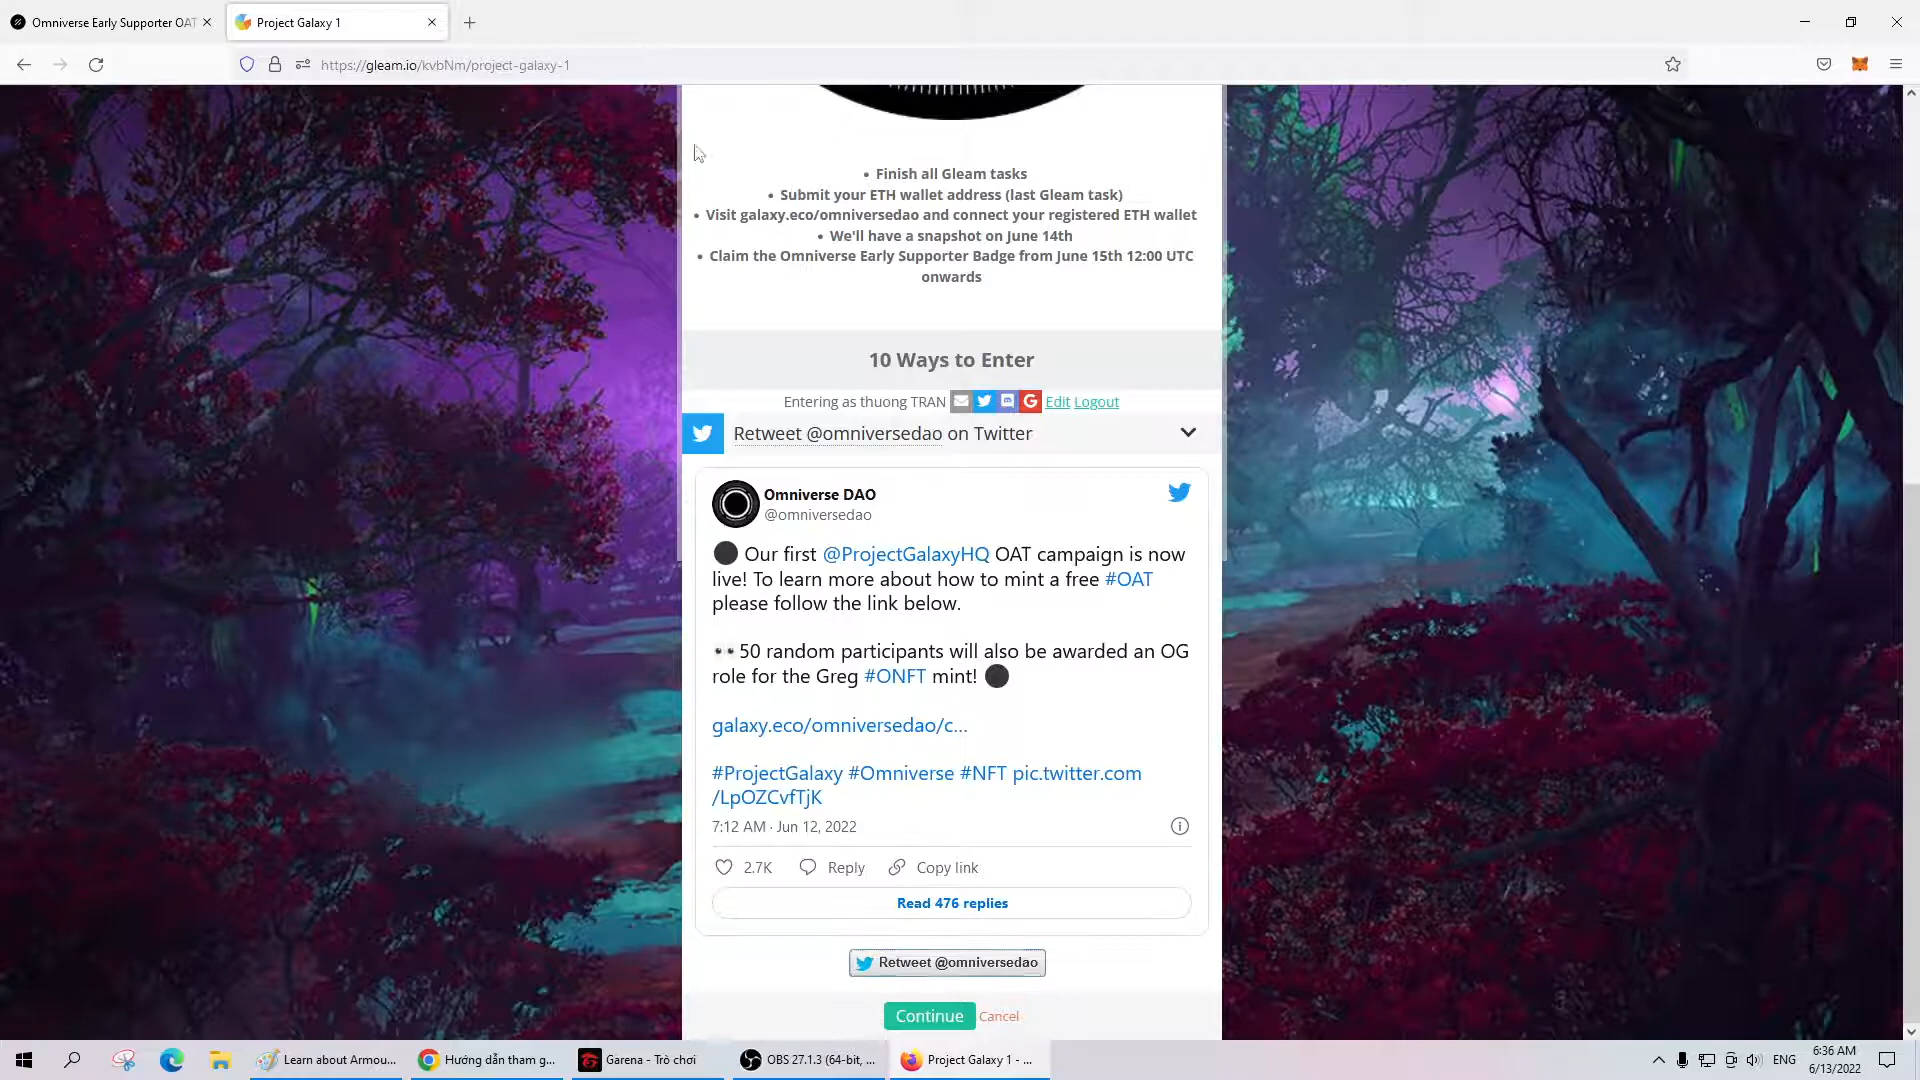 Omniverse Early Supporter OAT
Project Galaxy 1
https://gleam.io/kvbNm/project-galaxy-1
• Finish all Gleam tasks
• Submit your ETH wallet address (last Gleam task)
• Visit galaxy.eco/omniversedao and connect your registered ETH wallet
• We'll have a snapshot on June 14th
• Claim the Omniverse Early Supporter Badge from June 15th 12:00 UTC
onwards
10 Ways to Enter
Entering as thuong TRAN Edit Logout
Retweet @omniversedao on Twitter
Omniverse DAO
@omniversedao
Our first @ProjectGalaxyHQ OAT campaign is now
live! To learn more about how to mint a free #OAT
please follow the link below.
50 random participants will also be awarded an OG
role for the Greg #ONFT mint!
galaxy.eco/omniversedao/c...
#ProjectGalaxy #Omniverse #NFT pic.twitter.com
/LpOZCvfTjK
7:12 AM · Jun 12, 2022
2.7K Reply Copy link
Read 476 replies
Retweet @omniversedao
Continue Cancel
Learn about Armou...
Hướng dẫn tham g...
Garena - Trò chơi
OBS 27.1.3 (64-bit, ...
Project Galaxy 1 - ...
ENG
6:36 AM
6/13/2022